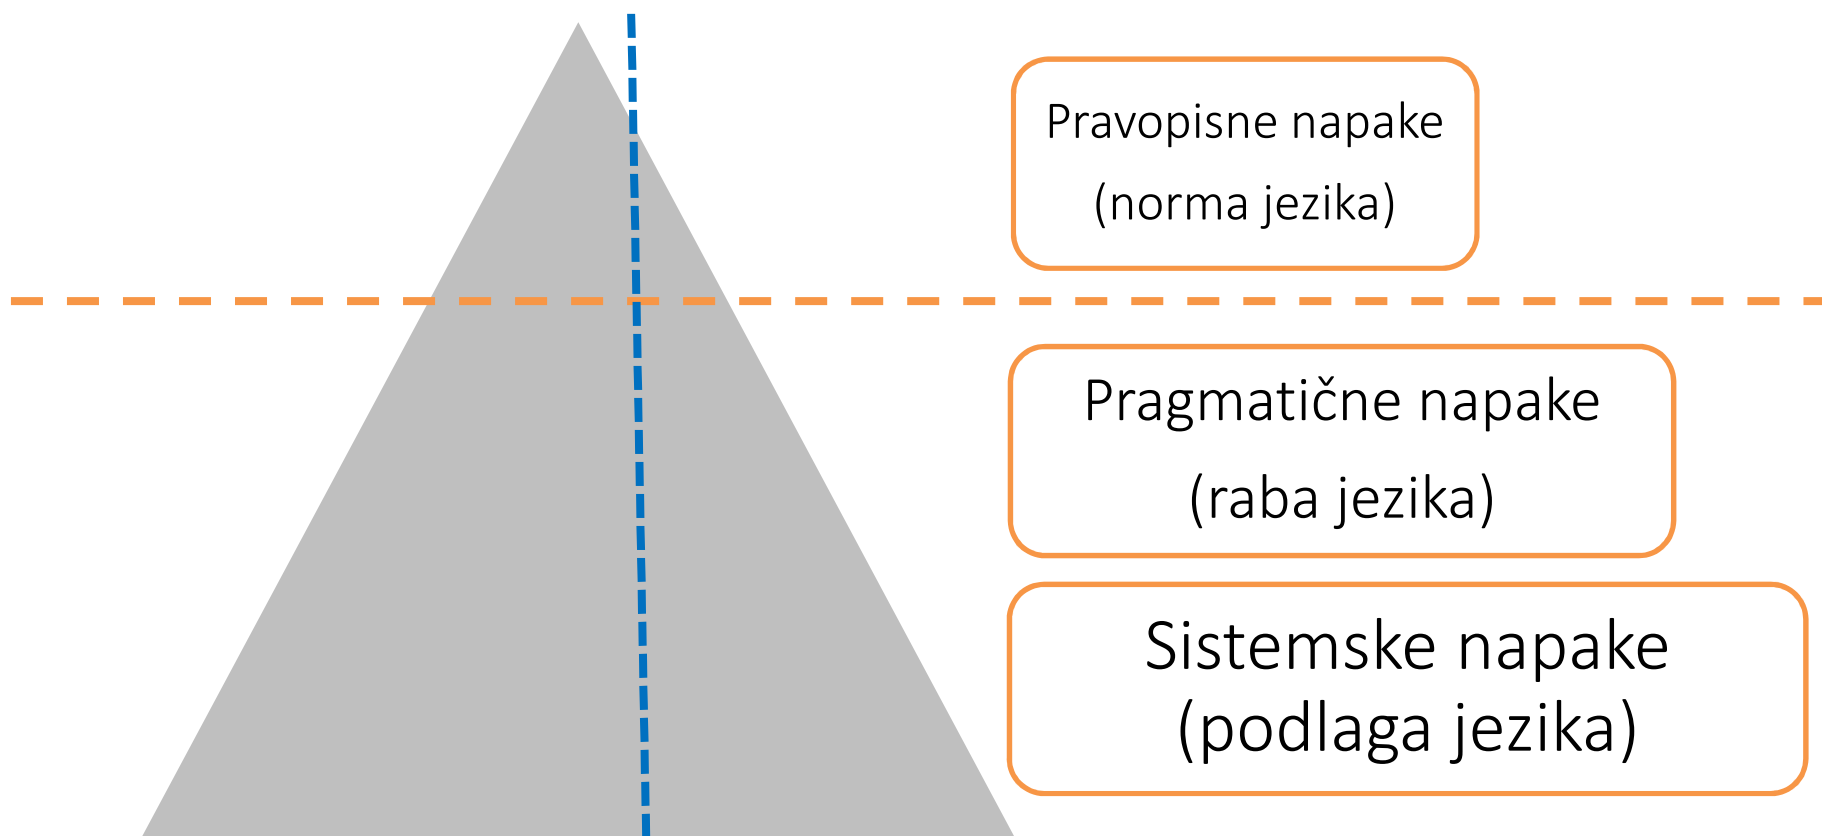 Pravopisne napake
(norma jezika)
Pragmatične napake
(raba jezika)
Sistemske napake
(podlaga jezika)